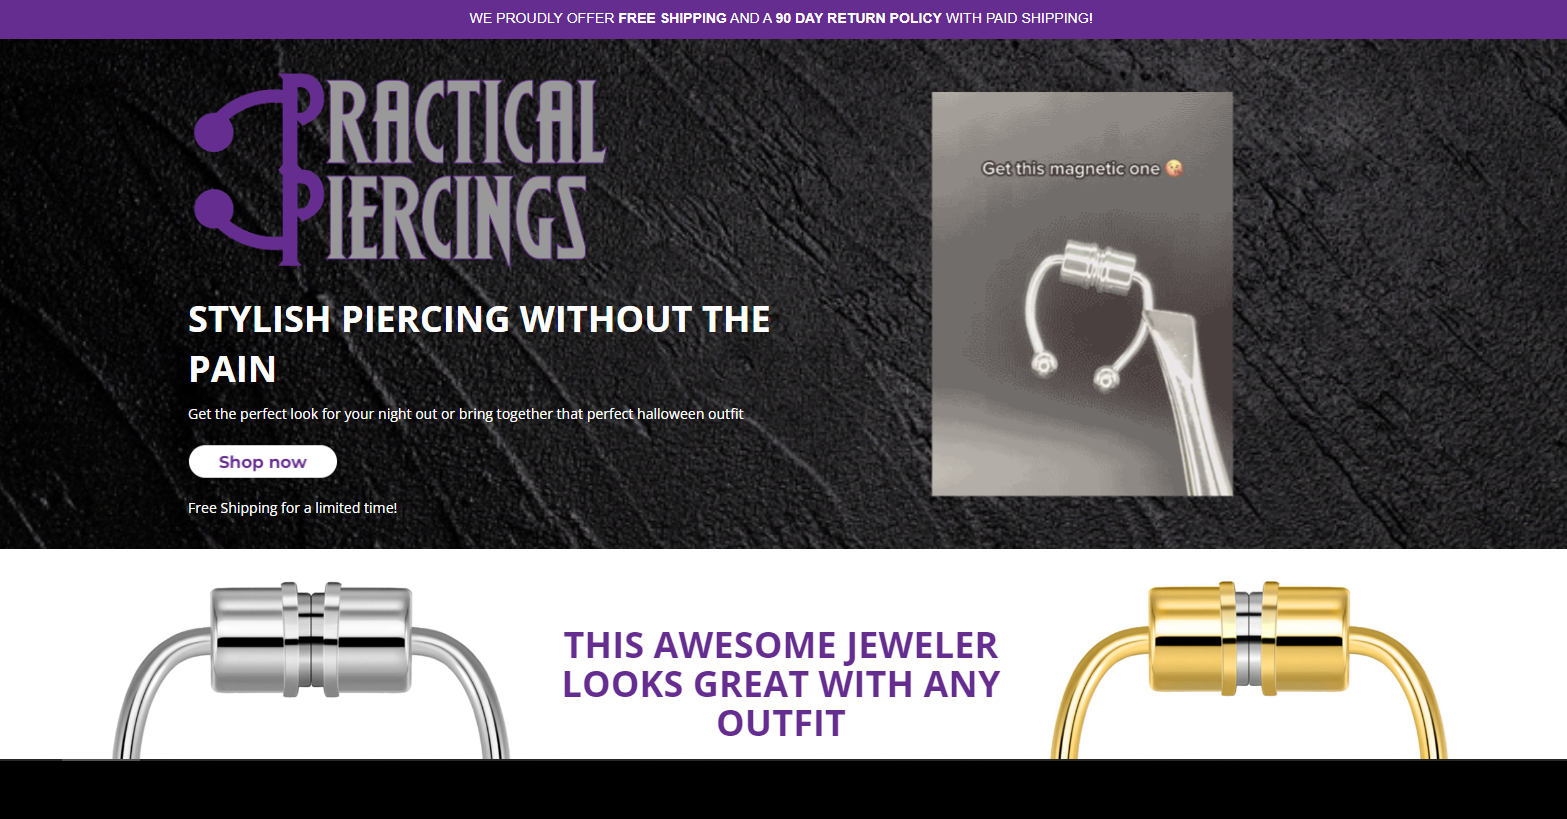 WE PROUDLY OFFER FREE SHIPPING AND A 90 DAY RETURN POLICY WITH PAID SHIPPING!
PRACTICAL
PIERCINGS
STYLISH PIERCING WITHOUT THE
PAIN
Get the perfect look for your night out or bring together that perfect halloween outfit
Shop now
Free Shipping for a limited time!
Get this magnetic one 😘
THIS AWESOME JEWELER
LOOKS GREAT WITH ANY
OUTFIT